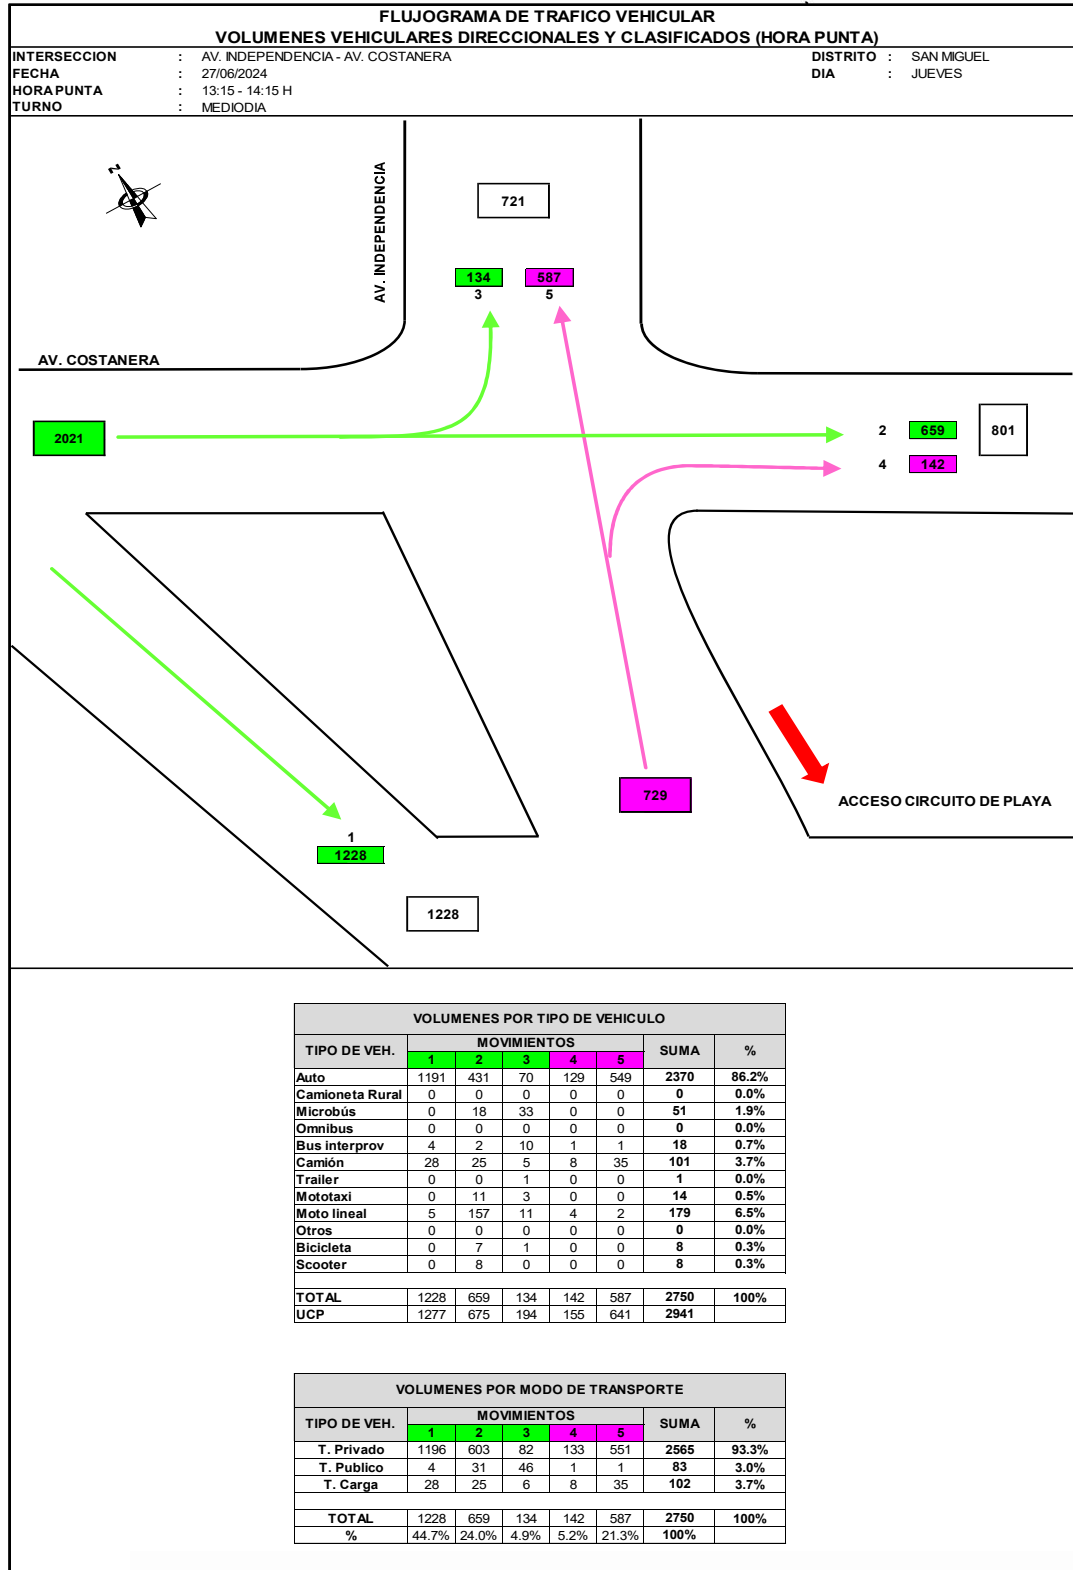 FLUJOGRAMA DE TRAFICO VEHICULAR
VOLUMENES VEHICULARES DIRECCIONALES Y CLASIFICADOS (HORA PUNTA)
INTERSECCION : AV. INDEPENDENCIA - AV. COSTANERA DISTRITO : SAN MIGUEL
FECHA : 27/06/2024 DIA : JUEVES
HORA PUNTA : 13:15 - 14:15 H
TURNO : MEDIODIA
N
AV. INDEPENDENCIA
721
134 587
3 5
AV. COSTANERA
2021
2 659 801
4 142
729
ACCESO CIRCUITO DE PLAYA
1
1228
1228
VOLUMENES POR TIPO DE VEHICULO
TIPO DE VEH. MOVIMIENTOS SUMA %
1 2 3 4 5
Auto 1191 431 70 129 549 2370 86.2%
Camioneta Rural 0 0 0 0 0 0 0.0%
Microbús 0 18 33 0 0 51 1.9%
Omnibus 0 0 0 0 0 0 0.0%
Bus interprov 4 2 10 1 1 18 0.7%
Camión 28 25 5 8 35 101 3.7%
Trailer 0 0 1 0 0 1 0.0%
Mototaxi 0 11 3 0 0 14 0.5%
Moto lineal 5 157 11 4 2 179 6.5%
Otros 0 0 0 0 0 0 0.0%
Bicicleta 0 7 1 0 0 8 0.3%
Scooter 0 8 0 0 0 8 0.3%
TOTAL 1228 659 134 142 587 2750 100%
UCP 1277 675 194 155 641 2941
VOLUMENES POR MODO DE TRANSPORTE
TIPO DE VEH. MOVIMIENTOS SUMA %
1 2 3 4 5
T. Privado 1196 603 82 133 551 2565 93.3%
T. Publico 4 31 46 1 1 83 3.0%
T. Carga 28 25 6 8 35 102 3.7%
TOTAL 1228 659 134 142 587 2750 100%
% 44.7% 24.0% 4.9% 5.2% 21.3% 100%